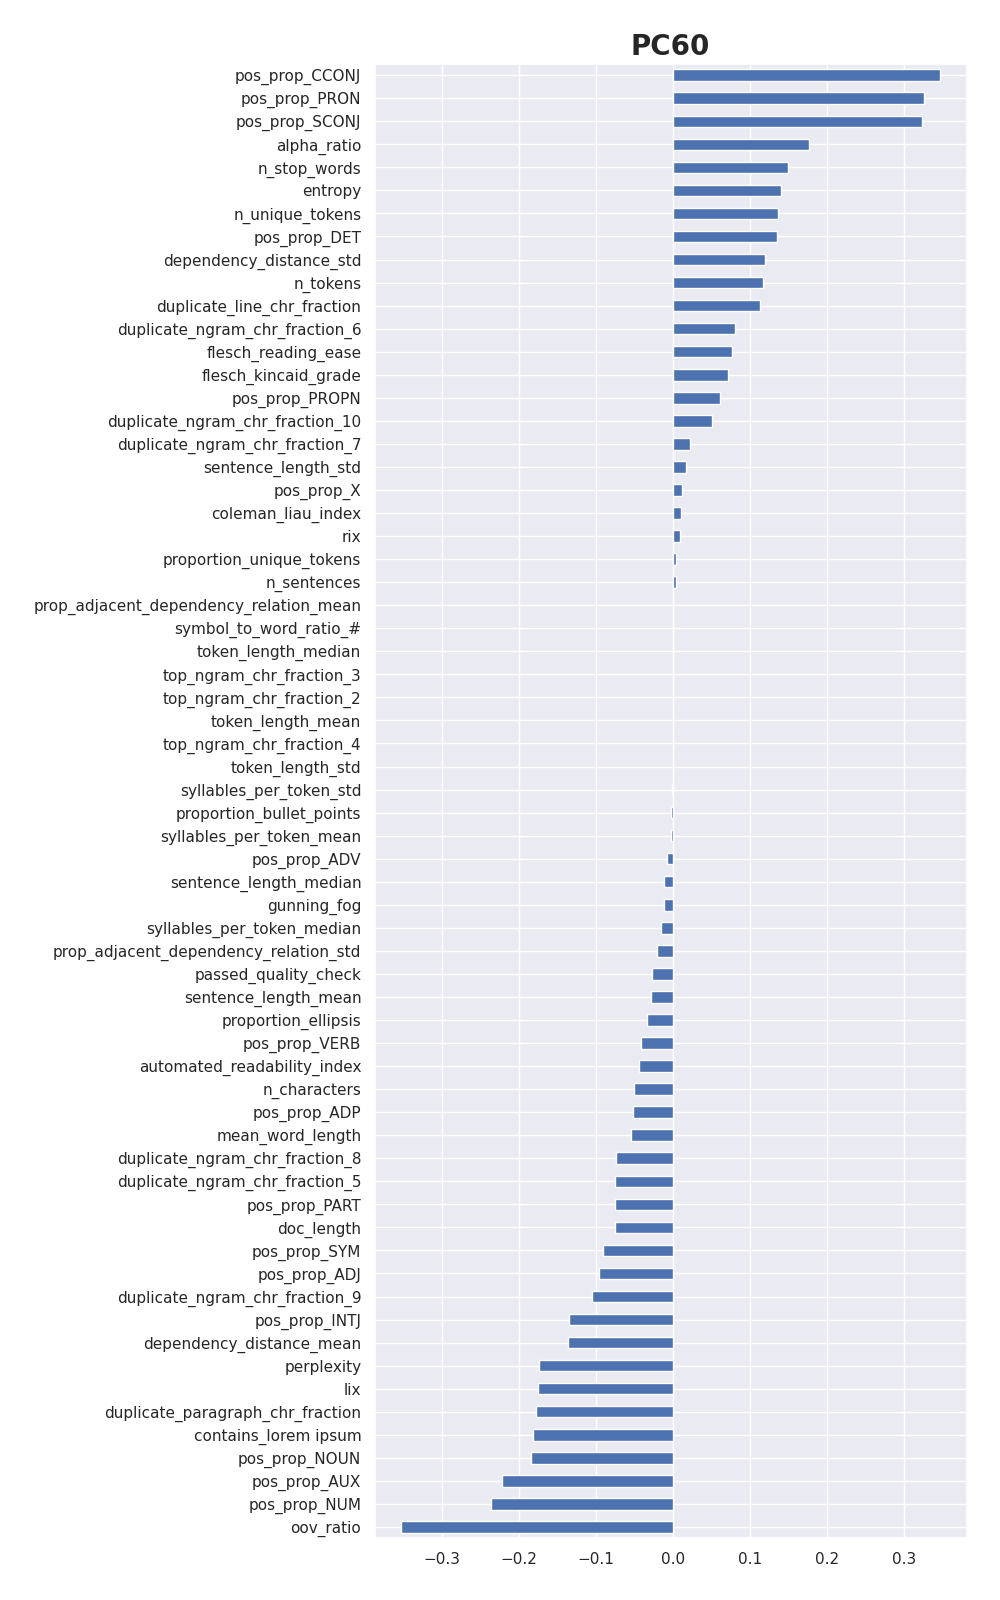 PC60
pos_prop_CCONJ
pos_prop_PRON
pos_prop_SCONJ
alpha_ratio
n_stop_words
entropy
n_unique_tokens
pos_prop_DET
dependency_distance_std
n_tokens
duplicate_line_chr_fraction
duplicate_ngram_chr_fraction_6
flesch_reading_ease
flesch_kincaid_grade
pos_prop_PROPN
duplicate_ngram_chr_fraction_10
duplicate_ngram_chr_fraction_7
sentence_length_std
pos_prop_X
coleman_liau_index
rix
proportion_unique_tokens
n_sentences
prop_adjacent_dependency_relation_mean
symbol_to_word_ratio_#
token_length_median
top_ngram_chr_fraction_3
top_ngram_chr_fraction_2
token_length_mean
top_ngram_chr_fraction_4
token_length_std
syllables_per_token_std
proportion_bullet_points
syllables_per_token_mean
pos_prop_ADV
sentence_length_median
gunning_fog
syllables_per_token_median
prop_adjacent_dependency_relation_std
passed_quality_check
sentence_length_mean
proportion_ellipsis
pos_prop_VERB
automated_readability_index
n_characters
pos_prop_ADP
mean_word_length
duplicate_ngram_chr_fraction_8
duplicate_ngram_chr_fraction_5
pos_prop_PART
doc_length
pos_prop_SYM
pos_prop_ADJ
duplicate_ngram_chr_fraction_9
pos_prop_INTJ
dependency_distance_mean
perplexity
lix
duplicate_paragraph_chr_fraction
contains_lorem ipsum
pos_prop_NOUN
pos_prop_AUX
pos_prop_NUM
oov_ratio
−0.3 −0.2 −0.1 0.0 0.1 0.2 0.3